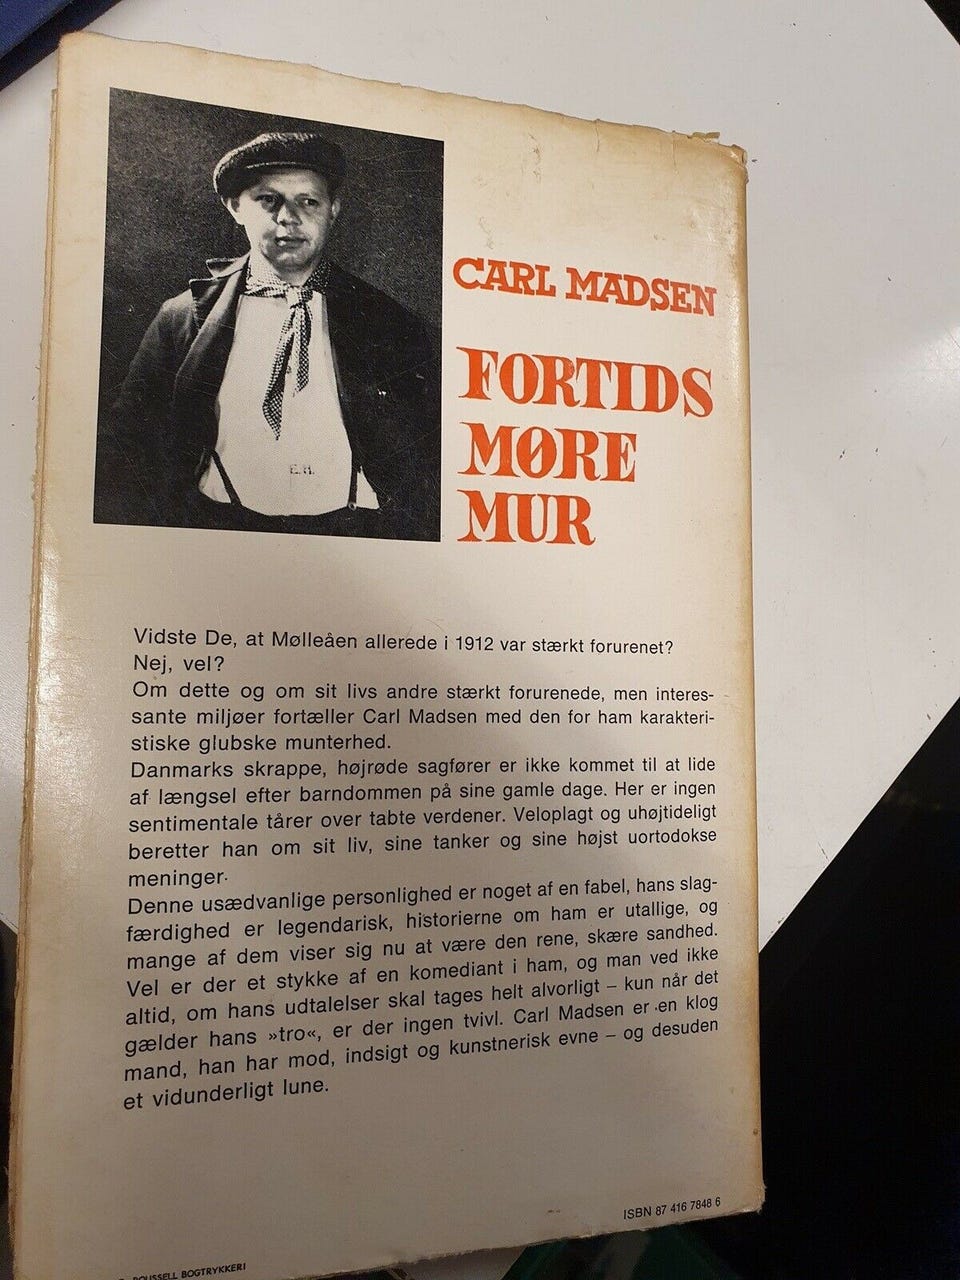 CARL MADSEN
FORTIDS
MØRE
MUR
E.H.
Vidste De, at Mølleåen allerede i 1912 var stærkt forurenet?
Nej, vel?
Om dette og om sit livs andre stærkt forurenede, men interes-
sante miljøer fortæller Carl Madsen med den for ham karakteri-
stiske glubske munterhed.
Danmarks skrappe, højrøde sagfører er ikke kommet til at lide
af længsel efter barndommen på sine gamle dage. Her er ingen
sentimentale tårer over tabte verdener. Veloplagt og uhøjtideligt
beretter han om sit liv, sine tanker og sine højst uortodokse
meninger.
Denne usædvanlige personlighed er noget af en fabel, hans slag-
færdighed er legendarisk, historierne om ham er utallige, og
mange af dem viser sig nu at være den rene, skære sandhed.
Vel er der et stykke af en komediant i ham, og man ved ikke
altid, om hans udtalelser skal tages helt alvorligt – kun når det
gælder hans »tro«, er der ingen tvivl. Carl Madsen er en klog
mand, han har mod, indsigt og kunstnerisk evne – og desuden
et vidunderligt lune.
ISBN 87 416 7848 6
POUSSELL BOGTRYKKERI